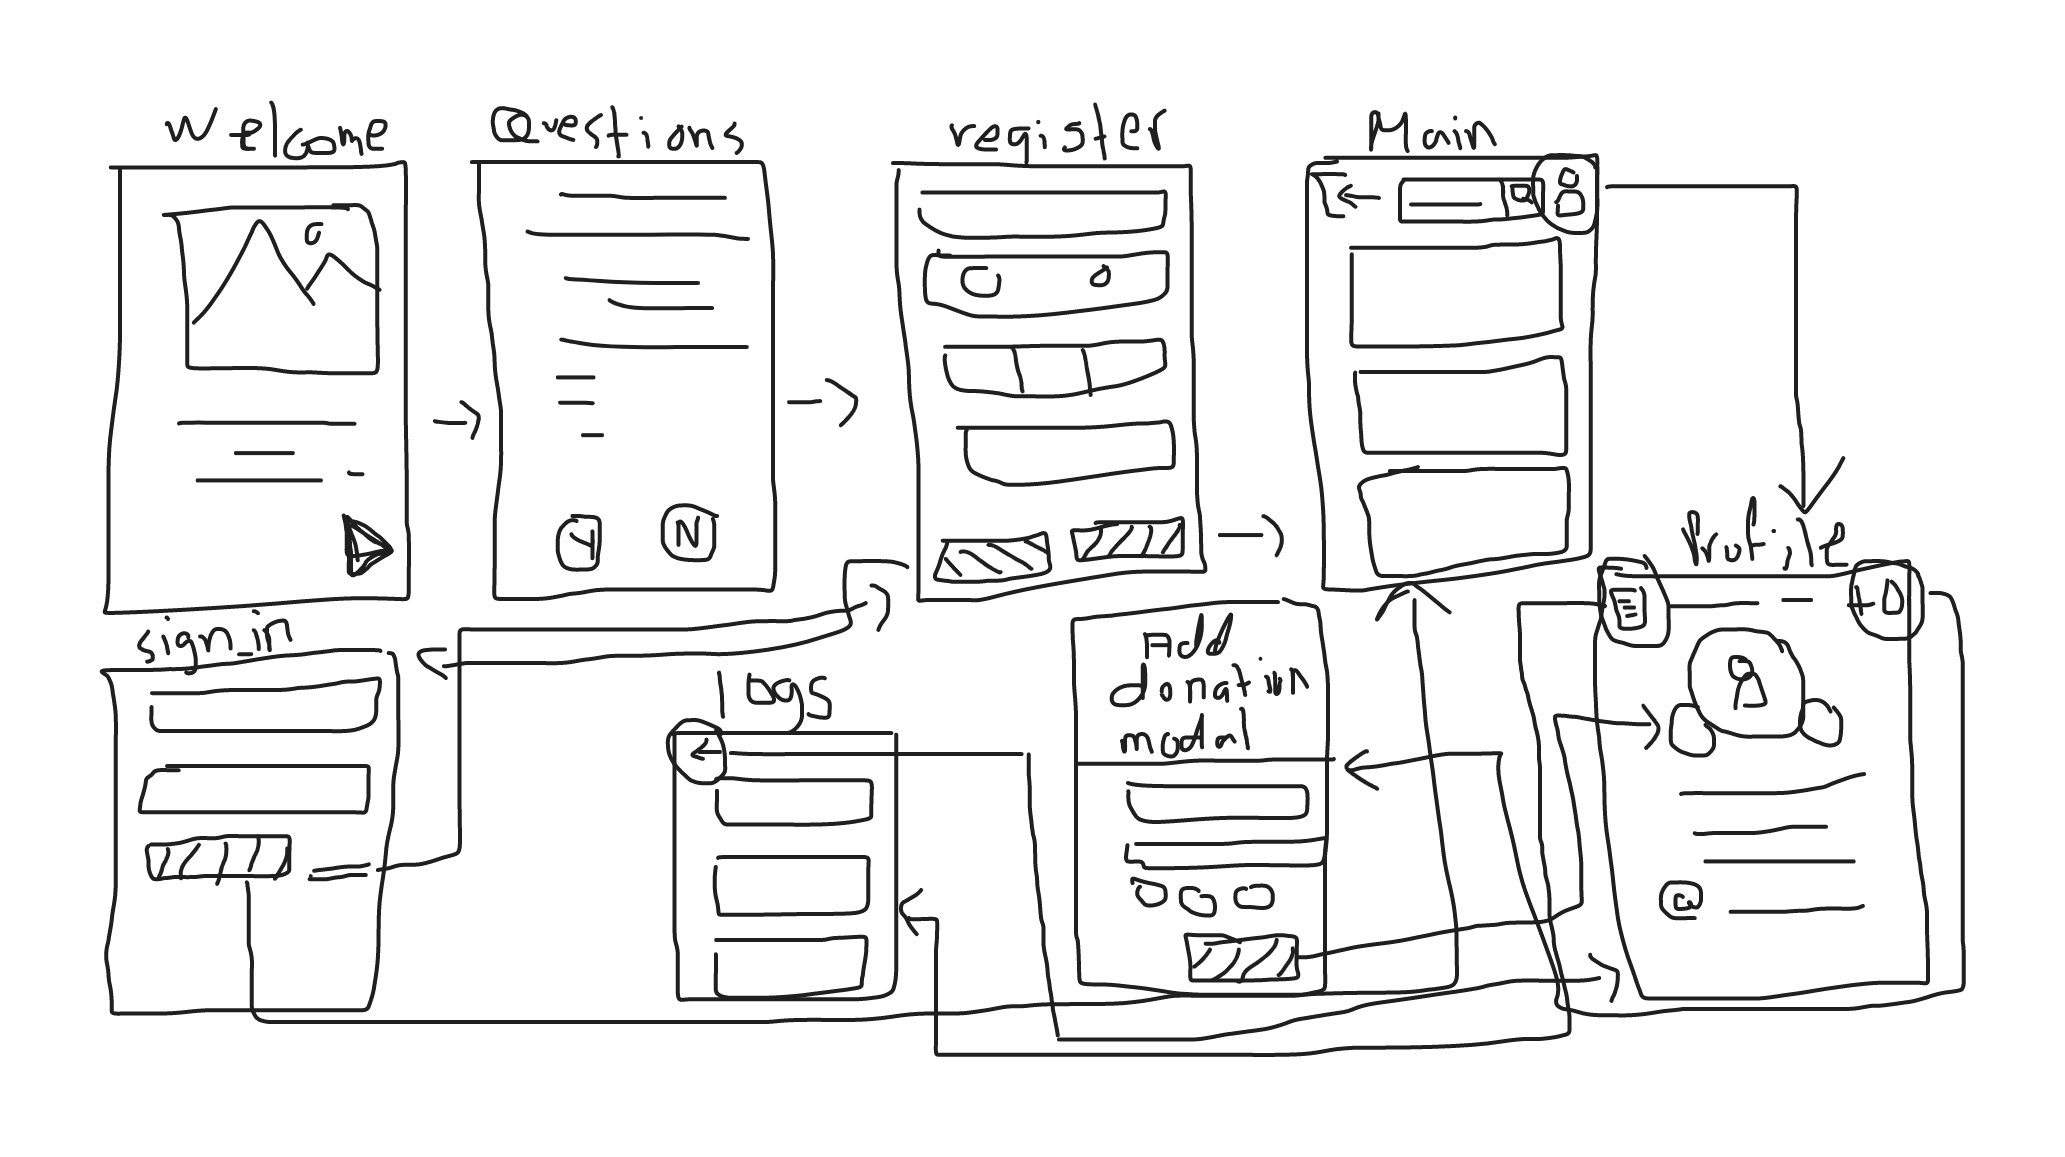 Welcome
Questions
register
Main
Y
N
Profile
sign_in
logs
Add
donation
modal